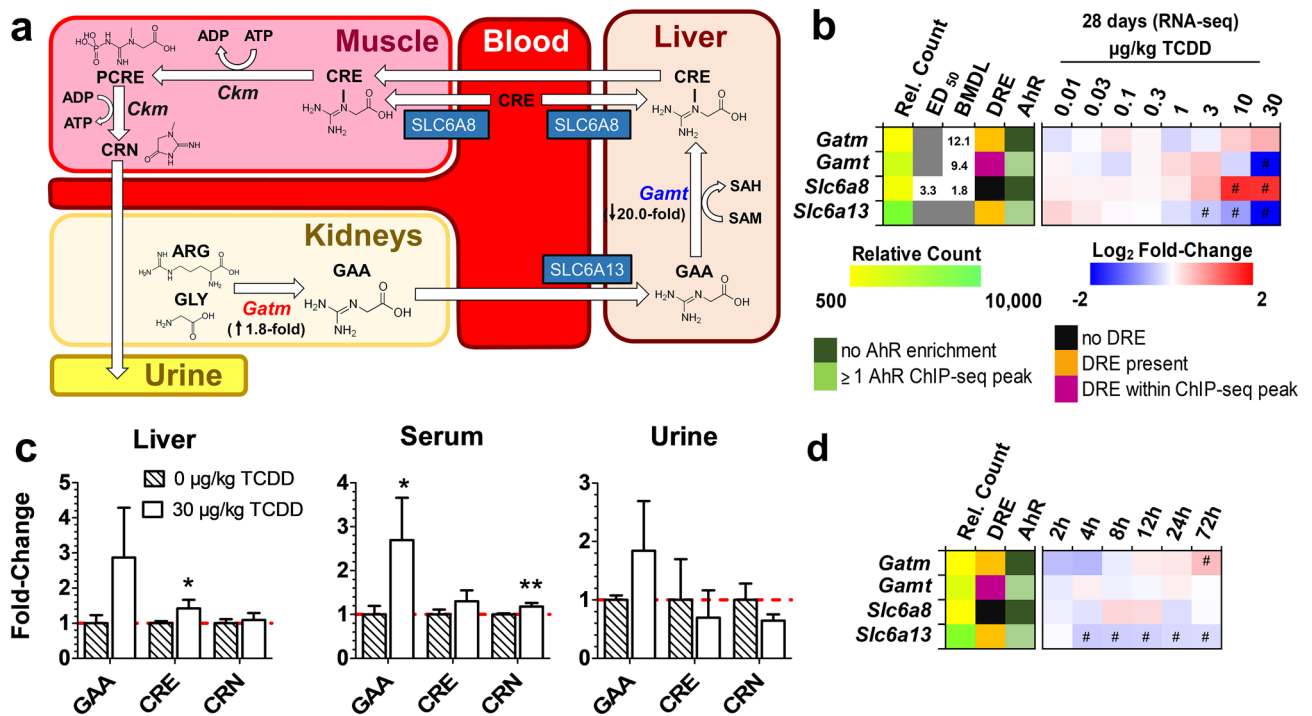 a
Muscle
Blood
Liver
ADP
ATP
PCRE
CRE
CRE
CRE
Ckm
ADP
Ckm
ATP
SLC6A8
SLC6A8
CRN
Gamt
(↓20.0-fold)
SAH
SAM
Kidneys
ARG
GAA
SLC6A13
GAA
GLY
Gatm
(↑1.8-fold)
Urine
b
28 days (RNA-seq)
µg/kg TCDD
Rel. Count
ED50
BMDL
DRE
AhR
0.01
0.03
0.1
0.3
1
3
10
30
Gatm 12.1
Gamt 9.4 #
Slc6a8 3.3 1.8 # #
Slc6a13 # # #
Relative Count
500 10,000
Log2 Fold-Change
-2 2
no AhR enrichment
≥ 1 AhR ChIP-seq peak
no DRE
DRE present
DRE within ChIP-seq peak
c
Liver
Serum
Urine
Fold-Change
0 µg/kg TCDD
30 µg/kg TCDD
5
4
3
2
1
0
*
GAA CRE CRN
4
3
2
1
0
*
**
GAA CRE CRN
3
2
1
0
GAA CRE CRN
d
Rel. Count
DRE
AhR
2h
4h
8h
12h
24h
72h
Gatm #
Gamt
Slc6a8
Slc6a13 # # # # #